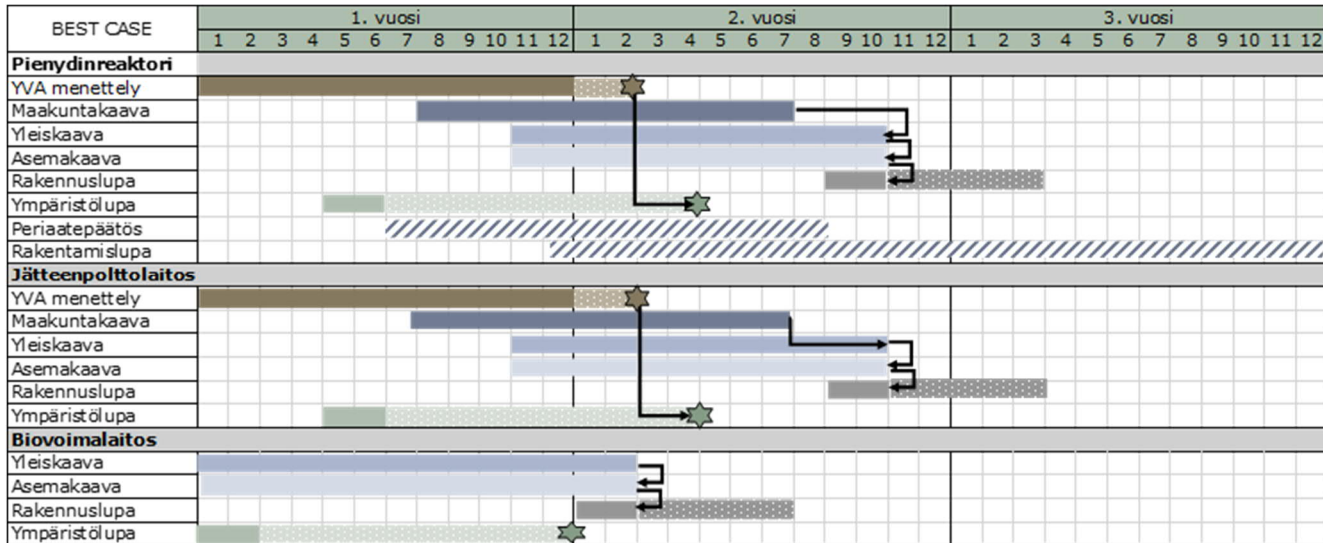 BEST CASE 1. vuosi 2. vuosi 3. vuosi
1 2 3 4 5 6 7 8 9 10 11 12 1 2 3 4 5 6 7 8 9 10 11 12 1 2 3 4 5 6 7 8 9 10 11 12
Pienydinreaktori
YVA menettely
Maakuntakaava
Yleiskaava
Asemakaava
Rakennuslupa
Ympäristölupa
Periaatepäätös
Rakentamislupa
Jätteenpolttolaitos
YVA menettely
Maakuntakaava
Yleiskaava
Asemakaava
Rakennuslupa
Ympäristölupa
Biovoimalaitos
Yleiskaava
Asemakaava
Rakennuslupa
Ympäristölupa